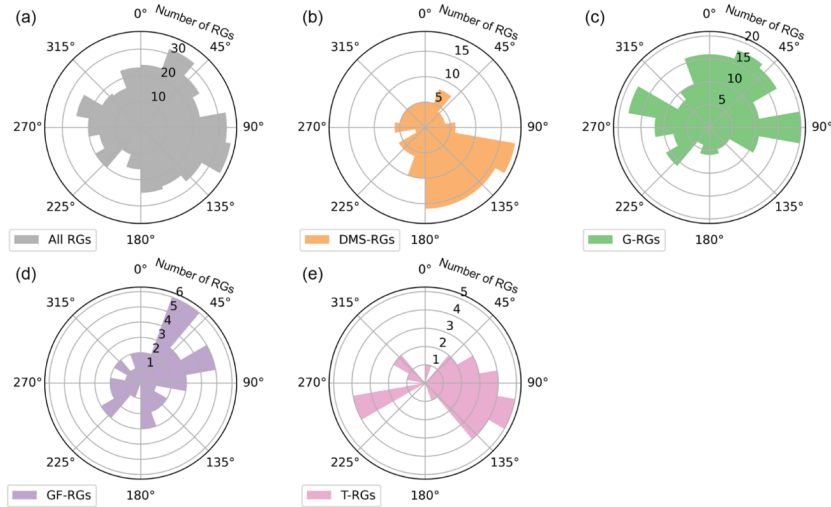 (a) 0° Number of RGs
315° 30 45°
20
10
270° 90°
225° 135°
180°
All RGs
(b) 0° Number of RGs
315° 15 45°
10
5
270° 90°
225° 135°
180°
DMS-RGs
(c) 0° Number of RGs
315° 20 45°
15
10
5
270° 90°
225° 135°
180°
G-RGs
(d) 0° Number of RGs
315° 6 45°
5
4
3
2
1
270° 90°
225° 135°
180°
GF-RGs
(e) 0° Number of RGs
315° 5 45°
4
3
2
1
270° 90°
225° 135°
180°
T-RGs